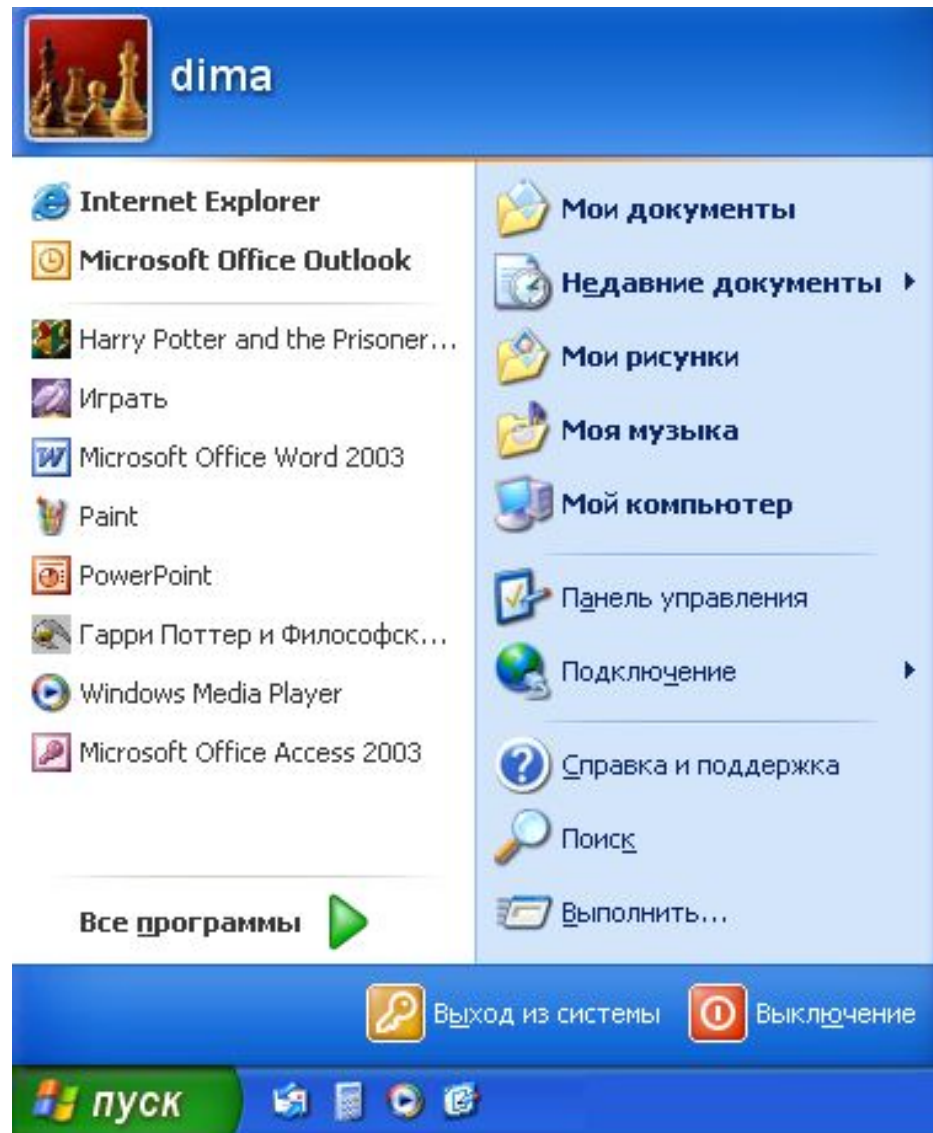 dima
Internet Explorer
Microsoft Office Outlook
Harry Potter and the Prisoner...
Играть
Microsoft Office Word 2003
Paint
PowerPoint
Гарри Поттер и Философск...
Windows Media Player
Microsoft Office Access 2003
Все программы
Мои документы
Недавние документы
Мои рисунки
Моя музыка
Мой компьютер
Панель управления
Подключение
Справка и поддержка
Поиск
Выполнить...
Выход из системы
Выключение
пуск